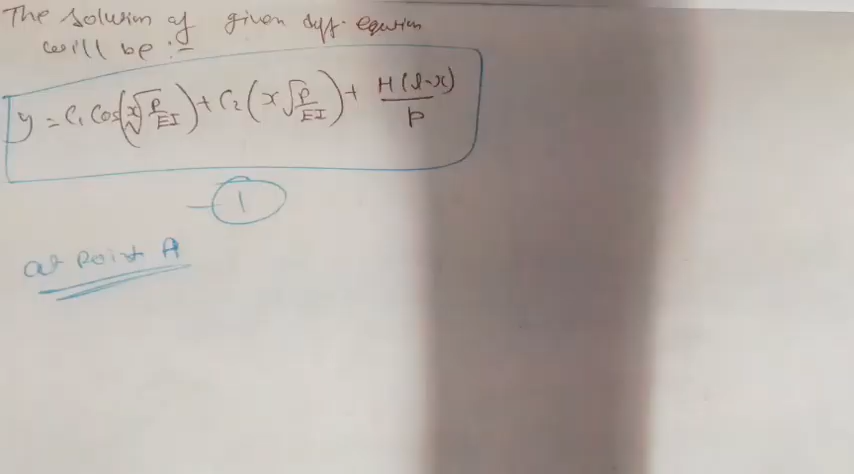 The solution of given diff. equation
will be :-
y = C₁ Cos(x√P/EI) + C₂ (x√P/EI) + H(l-x)/P
1
at point A